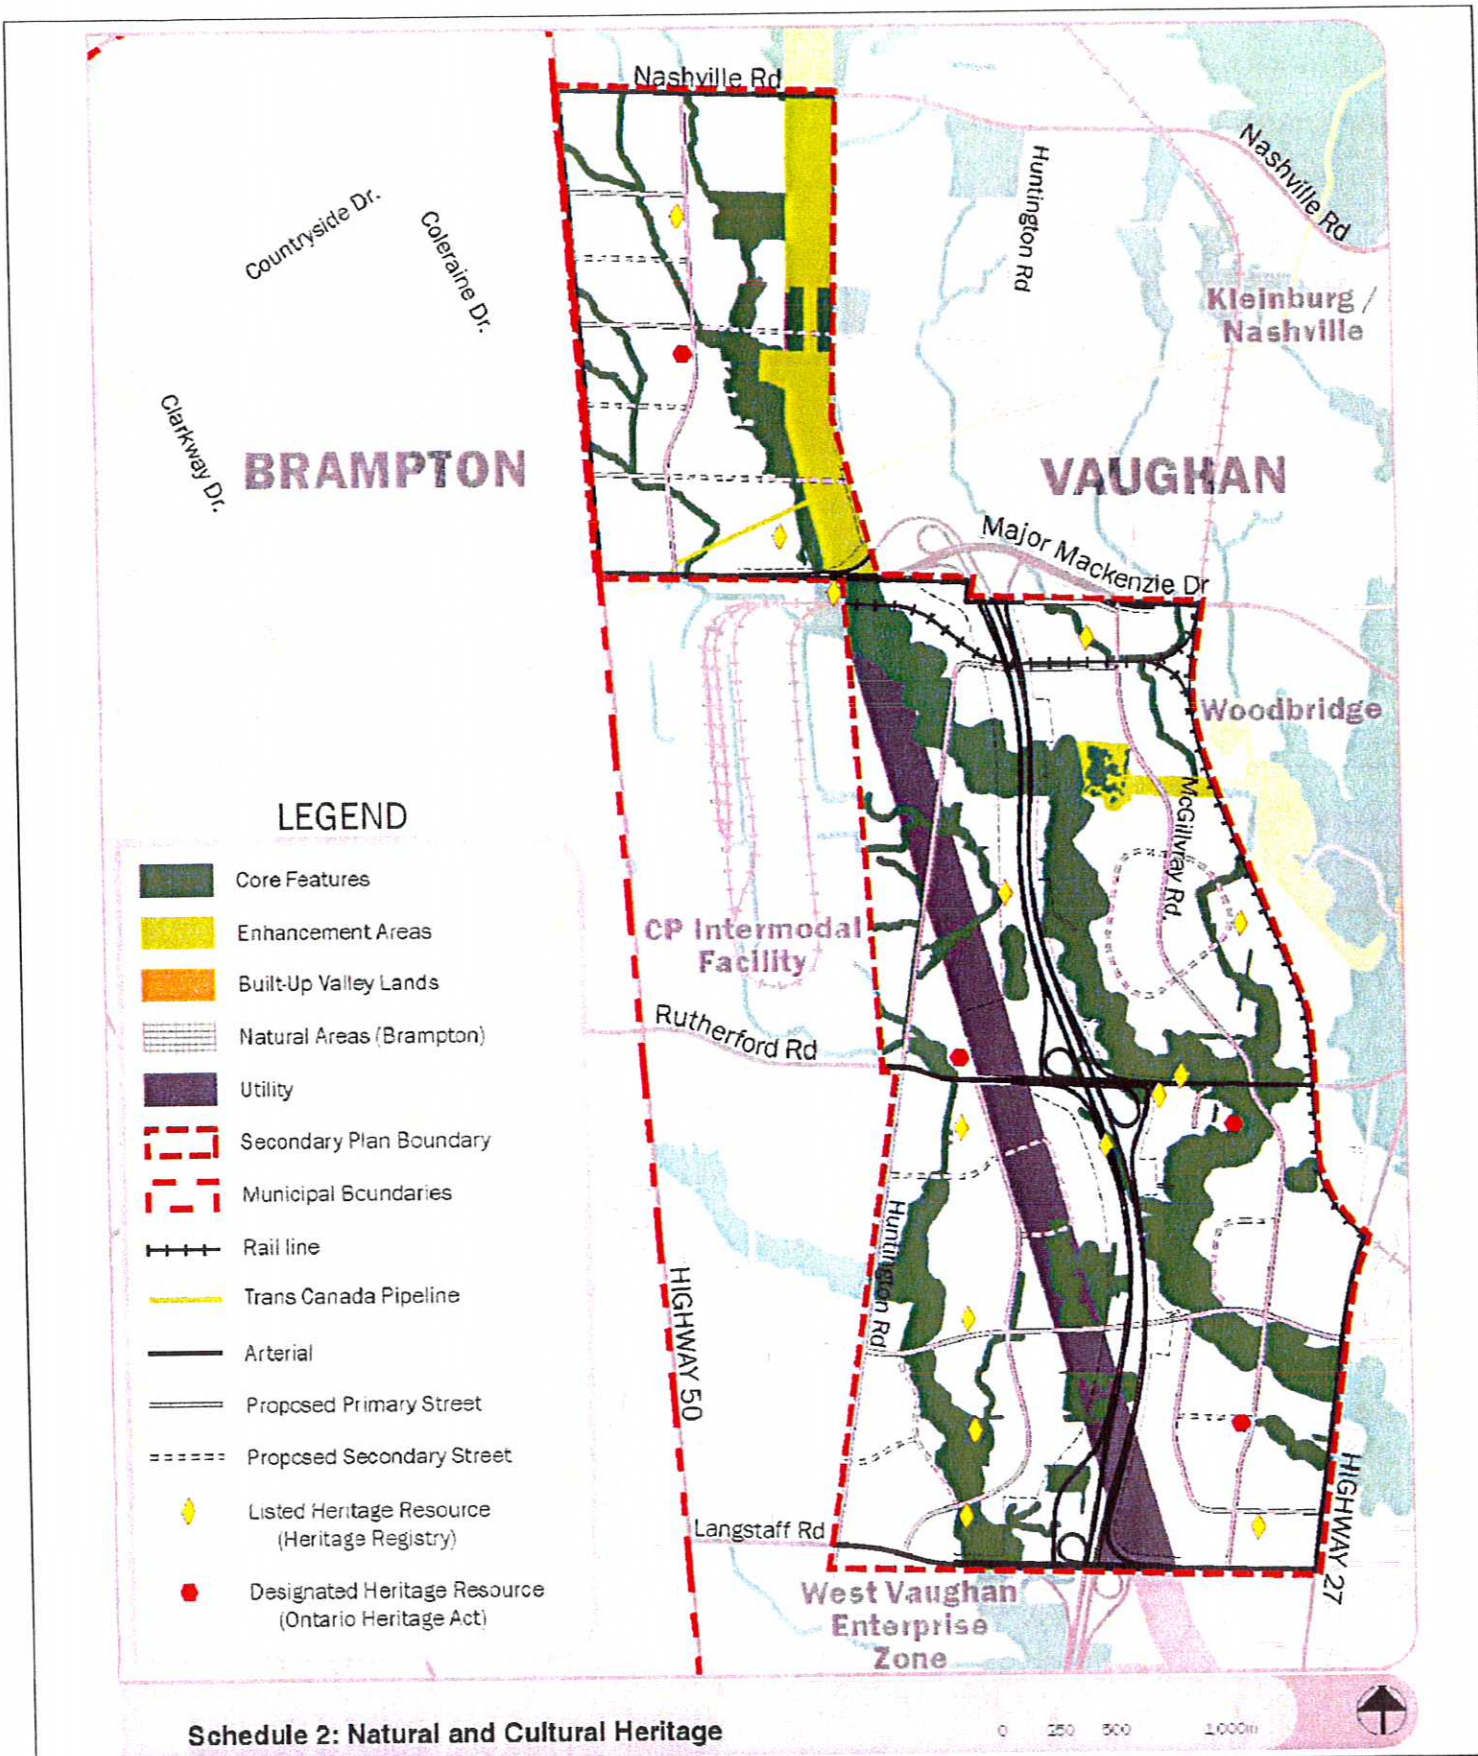 Nashville Rd
Nashville Rd
Huntington Rd
Countryside Dr.
Coleraine Dr.
Kleinburg /
Nashville
Clarkway Dr.
BRAMPTON
VAUGHAN
Major Mackenzie Dr
Woodbridge
McGillvray Rd.
LEGEND
Core Features
Enhancement Areas
Built-Up Valley Lands
Natural Areas (Brampton)
Utility
Secondary Plan Boundary
Municipal Boundaries
Rail line
Trans Canada Pipeline
Arterial
Proposed Primary Street
Proposed Secondary Street
Listed Heritage Resource
(Heritage Registry)
Designated Heritage Resource
(Ontario Heritage Act)
CP Intermodal
Facility
Rutherford Rd
Huntington Rd
HIGHWAY 50
HIGHWAY 27
Langstaff Rd
West Vaughan
Enterprise
Zone
Schedule 2: Natural and Cultural Heritage
0 250 500 1,000m